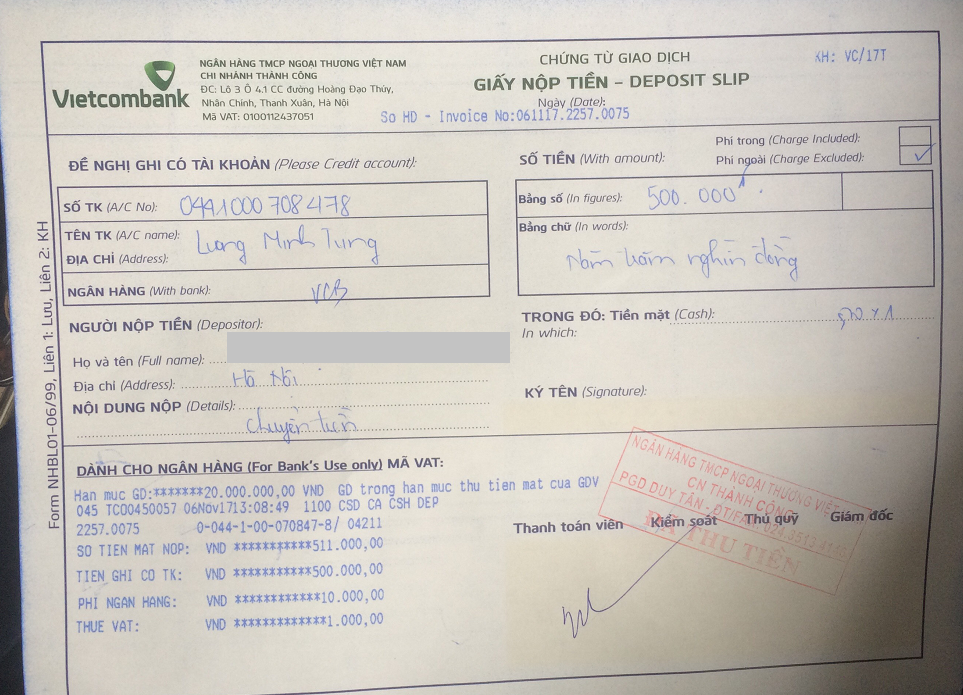 Vietcombank
NGÂN HÀNG TMCP NGOẠI THƯƠNG VIỆT NAM
CHI NHÁNH THÀNH CÔNG
ĐC: Lô 3 Ô 4.1 CC đường Hoàng Đạo Thúy,
Nhân Chính, Thanh Xuân, Hà Nội
Mã VAT: 0100112437051
CHỨNG TỪ GIAO DỊCH
GIẤY NỘP TIỀN – DEPOSIT SLIP
Ngày (Date):
So HD - Invoice No:061117.2257.0075
KH: VC/17T
Phí trong (Charge Included):
Phí ngoài (Charge Excluded): ✓
ĐỀ NGHỊ GHI CÓ TÀI KHOẢN (Please Credit account):
SỐ TK (A/C No): 0441000708478
TÊN TK (A/C name): Lương Minh Tùng
ĐỊA CHỈ (Address):
NGÂN HÀNG (With bank): VCB
SỐ TIỀN (With amount):
Bằng số (In figures): 500.000
Bằng chữ (In words):
Năm trăm nghìn đồng
NGƯỜI NỘP TIỀN (Depositor):
Họ và tên (Full name):
Địa chỉ (Address): Hà Nội
NỘI DUNG NỘP (Details):
chuyển tiền
TRONG ĐÓ: Tiền mặt (Cash):
In which:
KÝ TÊN (Signature):
Form NHBL01-06/99, Liên 1: Lưu, Liên 2: KH
DÀNH CHO NGÂN HÀNG (For Bank's Use only) MÃ VAT:
Han muc GD:*******20.000.000,00 VND GD trong han muc thu tien mat cua GDV
045 TC00450057 06Nov1713:08:49 1100 CSD CA CSH DEP
2257.0075 0-044-1-00-070847-8/ 04211
SO TIEN MAT NOP: VND ***********511.000,00
TIEN GHI CO TK: VND ***********500.000,00
PHI NGAN HANG: VND ************10.000,00
THUE VAT: VND *************1.000,00
Thanh toán viên Kiểm soát Thủ quỹ Giám đốc
NGÂN HÀNG TMCP NGOẠI THƯƠNG VIỆT
CN THÀNH CÔNG
PGD DUY TÂN - ĐT/FAX: 024.3513
ĐÃ THU TIỀN